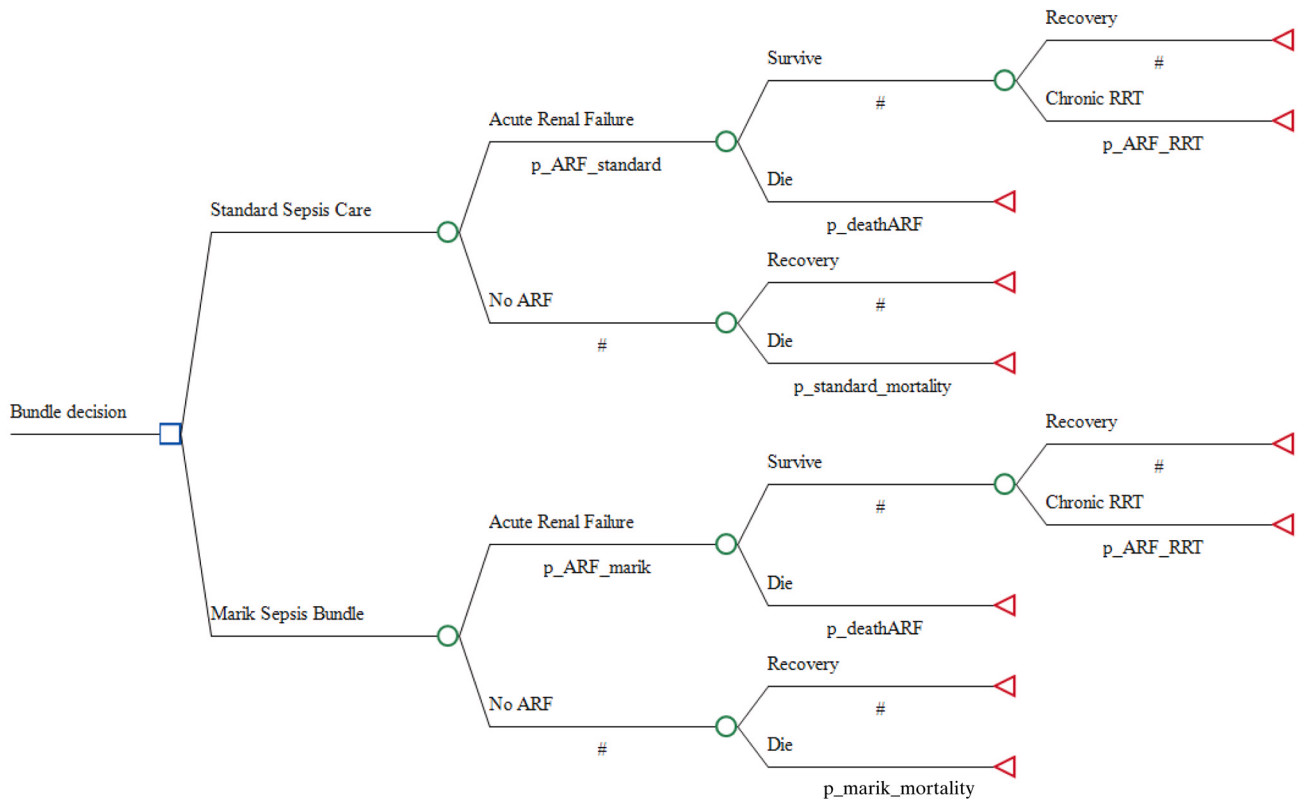 Recovery
#
Survive
#
Chronic RRT
p_ARF_RRT
Acute Renal Failure
p_ARF_standard
Die
p_deathARF
Standard Sepsis Care
Recovery
#
No ARF
#
Die
p_standard_mortality
Bundle decision
Recovery
#
Survive
#
Chronic RRT
p_ARF_RRT
Acute Renal Failure
p_ARF_marik
Die
p_deathARF
Marik Sepsis Bundle
Recovery
#
No ARF
#
Die
p_marik_mortality